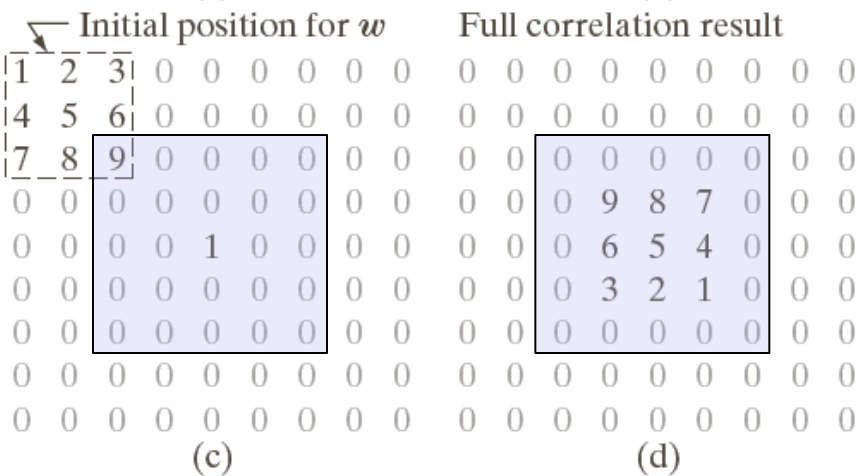 Initial position for w Full correlation result
1 2 3 0 0 0 0 0 0 0 0 0 0 0 0 0 0 0
4 5 6 0 0 0 0 0 0 0 0 0 0 0 0 0 0 0
7 8 9 0 0 0 0 0 0 0 0 0 0 0 0 0 0 0
0 0 0 0 0 0 0 0 0 0 0 0 9 8 7 0 0 0
0 0 0 0 1 0 0 0 0 0 0 0 6 5 4 0 0 0
0 0 0 0 0 0 0 0 0 0 0 0 3 2 1 0 0 0
0 0 0 0 0 0 0 0 0 0 0 0 0 0 0 0 0 0
0 0 0 0 0 0 0 0 0 0 0 0 0 0 0 0 0 0
0 0 0 0 0 0 0 0 0 0 0 0 0 0 0 0 0 0
(c) (d)